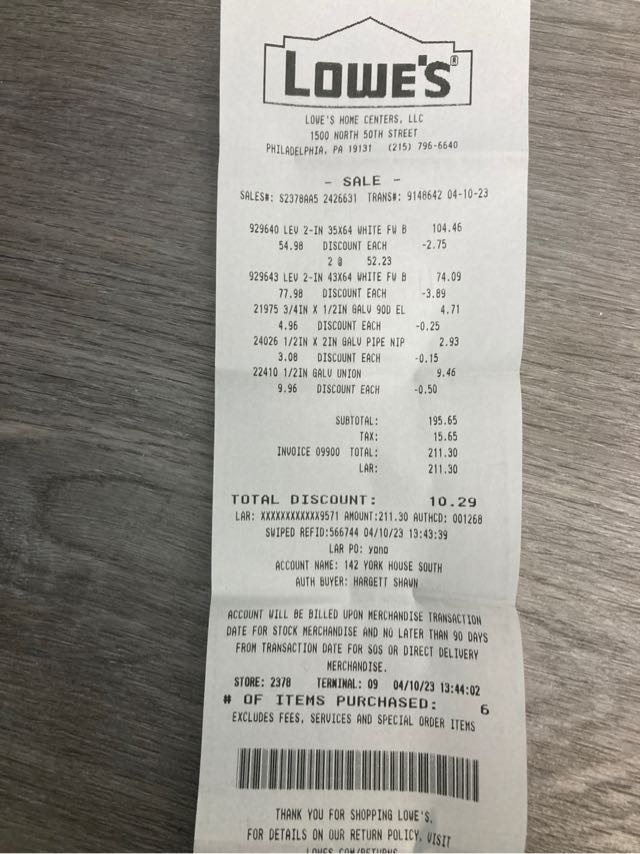 LOWE'S®
LOWE'S HOME CENTERS, LLC
1500 NORTH 50TH STREET
PHILADELPHIA, PA 19131 (215) 796-6640
- SALE -
SALES#: S2378AA5 2426631 TRANS#: 9148642 04-10-23
929640 LEV 2-IN 35X64 WHITE FW B 104.46
54.98 DISCOUNT EACH -2.75
2 @ 52.23
929643 LEV 2-IN 43X64 WHITE FW B 74.09
77.98 DISCOUNT EACH -3.89
21975 3/4IN X 1/2IN GALV 90D EL 4.71
4.96 DISCOUNT EACH -0.25
24026 1/2IN X 2IN GALV PIPE NIP 2.93
3.08 DISCOUNT EACH -0.15
22410 1/2IN GALV UNION 9.46
9.96 DISCOUNT EACH -0.50
SUBTOTAL: 195.65
TAX: 15.65
INVOICE 09900 TOTAL: 211.30
LAR: 211.30
TOTAL DISCOUNT: 10.29
LAR: XXXXXXXXXXXX9571 AMOUNT:211.30 AUTHCD: 001268
SWIPED REFID:566744 04/10/23 13:43:39
LAR PO: yono
ACCOUNT NAME: 142 YORK HOUSE SOUTH
AUTH BUYER: HARGETT SHAWN
ACCOUNT WILL BE BILLED UPON MERCHANDISE TRANSACTION
DATE FOR STOCK MERCHANDISE AND NO LATER THAN 90 DAYS
FROM TRANSACTION DATE FOR SOS OR DIRECT DELIVERY
MERCHANDISE.
STORE: 2378 TERMINAL: 09 04/10/23 13:44:02
# OF ITEMS PURCHASED: 6
EXCLUDES FEES, SERVICES AND SPECIAL ORDER ITEMS
THANK YOU FOR SHOPPING LOWE'S.
FOR DETAILS ON OUR RETURN POLICY, VISIT
LOWES.COM/RETURNS